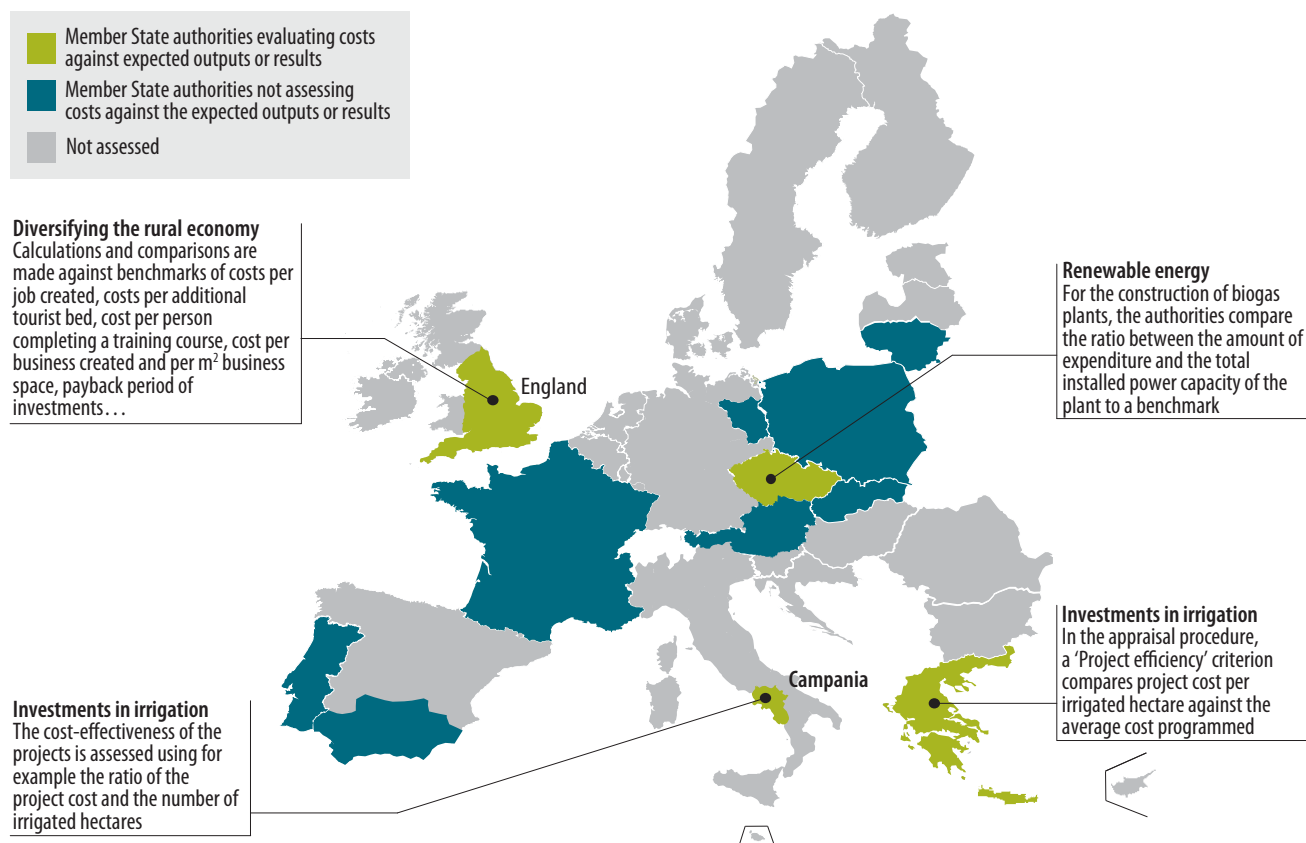 Member State authorities evaluating costs
against expected outputs or results
Member State authorities not assessing
costs against the expected outputs or results
Not assessed
Diversifying the rural economy
Calculations and comparisons are
made against benchmarks of costs per
job created, costs per additional
tourist bed, cost per person
completing a training course, cost per
business created and per m² business
space, payback period of
investments…
England
Renewable energy
For the construction of biogas
plants, the authorities compare
the ratio between the amount of
expenditure and the total
installed power capacity of the
plant to a benchmark
Campania
Investments in irrigation
In the appraisal procedure,
a ‘Project efficiency’ criterion
compares project cost per
irrigated hectare against the
average cost programmed
Investments in irrigation
The cost-effectiveness of the
projects is assessed using for
example the ratio of the
project cost and the number of
irrigated hectares